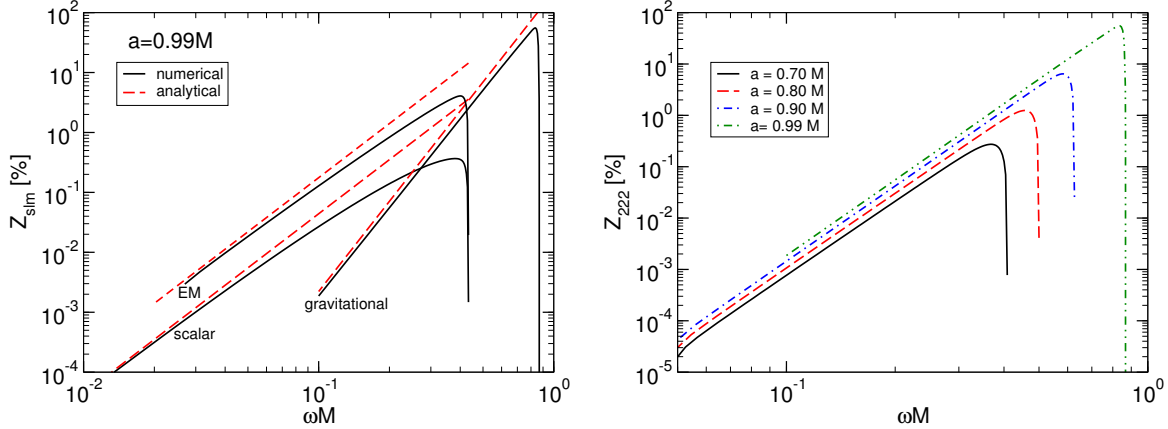 a=0.99M
numerical
analytical
EM
scalar
gravitational
Z_slm [%]
10^2
10^1
10^0
10^-1
10^-2
10^-3
10^-4
10^-2
10^-1
10^0
ωM
a = 0.70 M
a = 0.80 M
a = 0.90 M
a= 0.99 M
Z_222 [%]
10^2
10^1
10^0
10^-1
10^-2
10^-3
10^-4
10^-5
10^-1
10^0
ωM